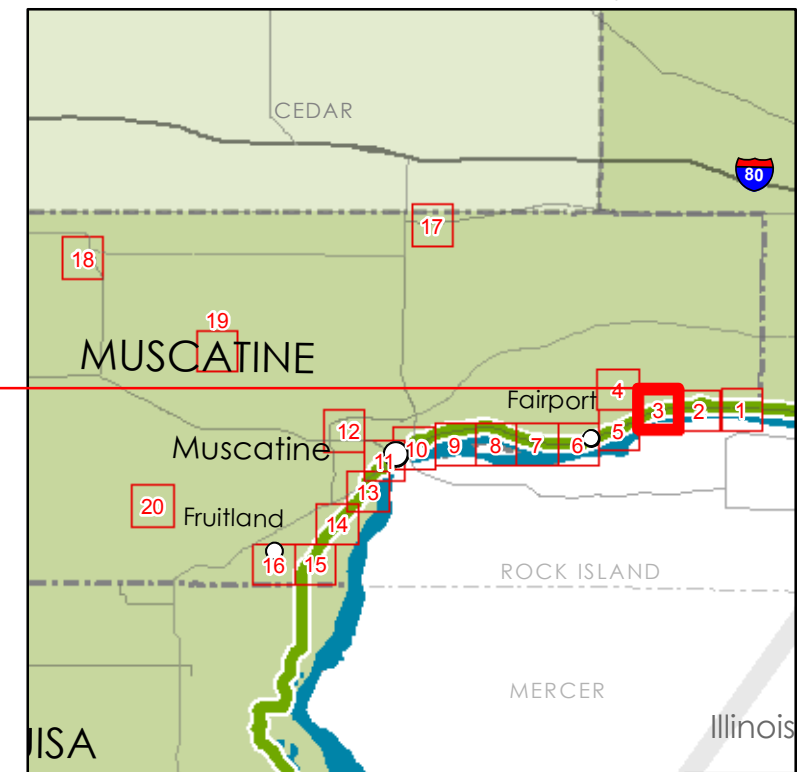 CEDAR
80
17
18
19
MUSCATINE
4
Fairport
3
2
1
12
Muscatine
11
10
9
8
7
6
5
13
20
Fruitland
14
16
15
ROCK ISLAND
MERCER
Illinois
UISA